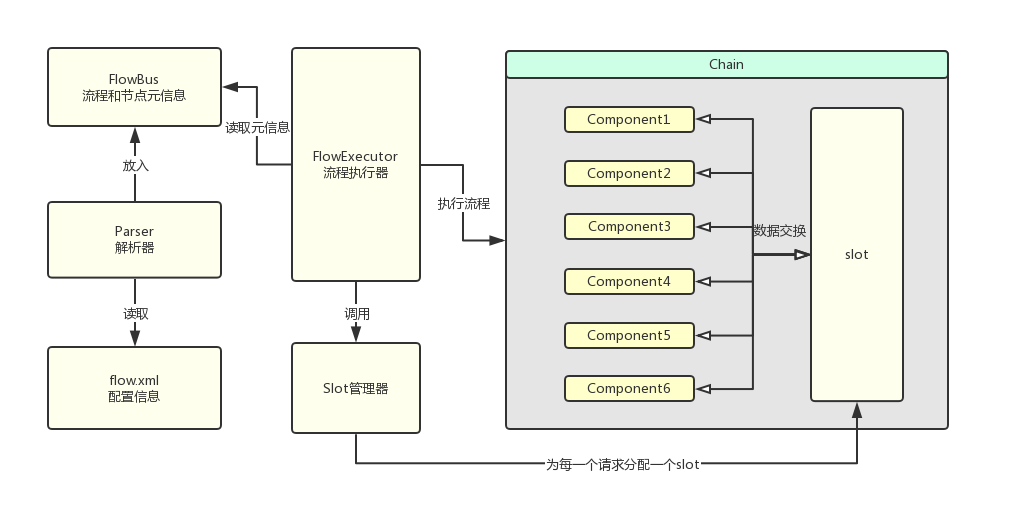 FlowBus
流程和节点元信息
放入
Parser
解析器
读取
flow.xml
配置信息
读取元信息
FlowExecutor
流程执行器
调用
Slot管理器
执行流程
Chain
Component1
Component2
Component3
Component4
Component5
Component6
数据交换
slot
为每一个请求分配一个slot